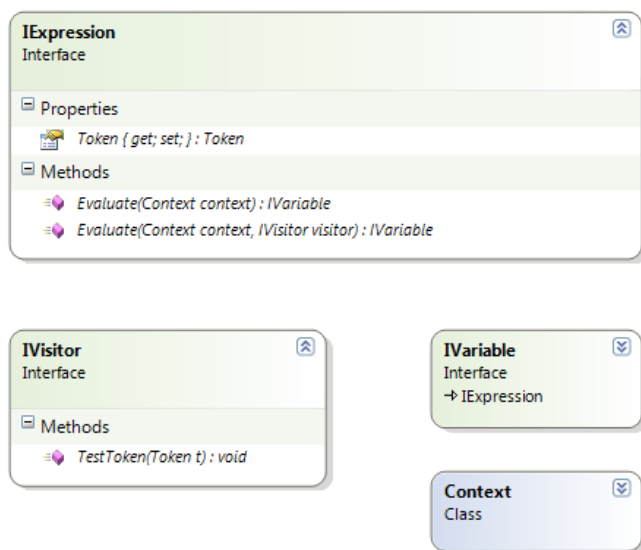 IExpression
Interface
Properties
Token { get; set; } : Token
Methods
Evaluate(Context context) : IVariable
Evaluate(Context context, IVisitor visitor) : IVariable
IVisitor
Interface
Methods
TestToken(Token t) : void
IVariable
Interface
IExpression
Context
Class